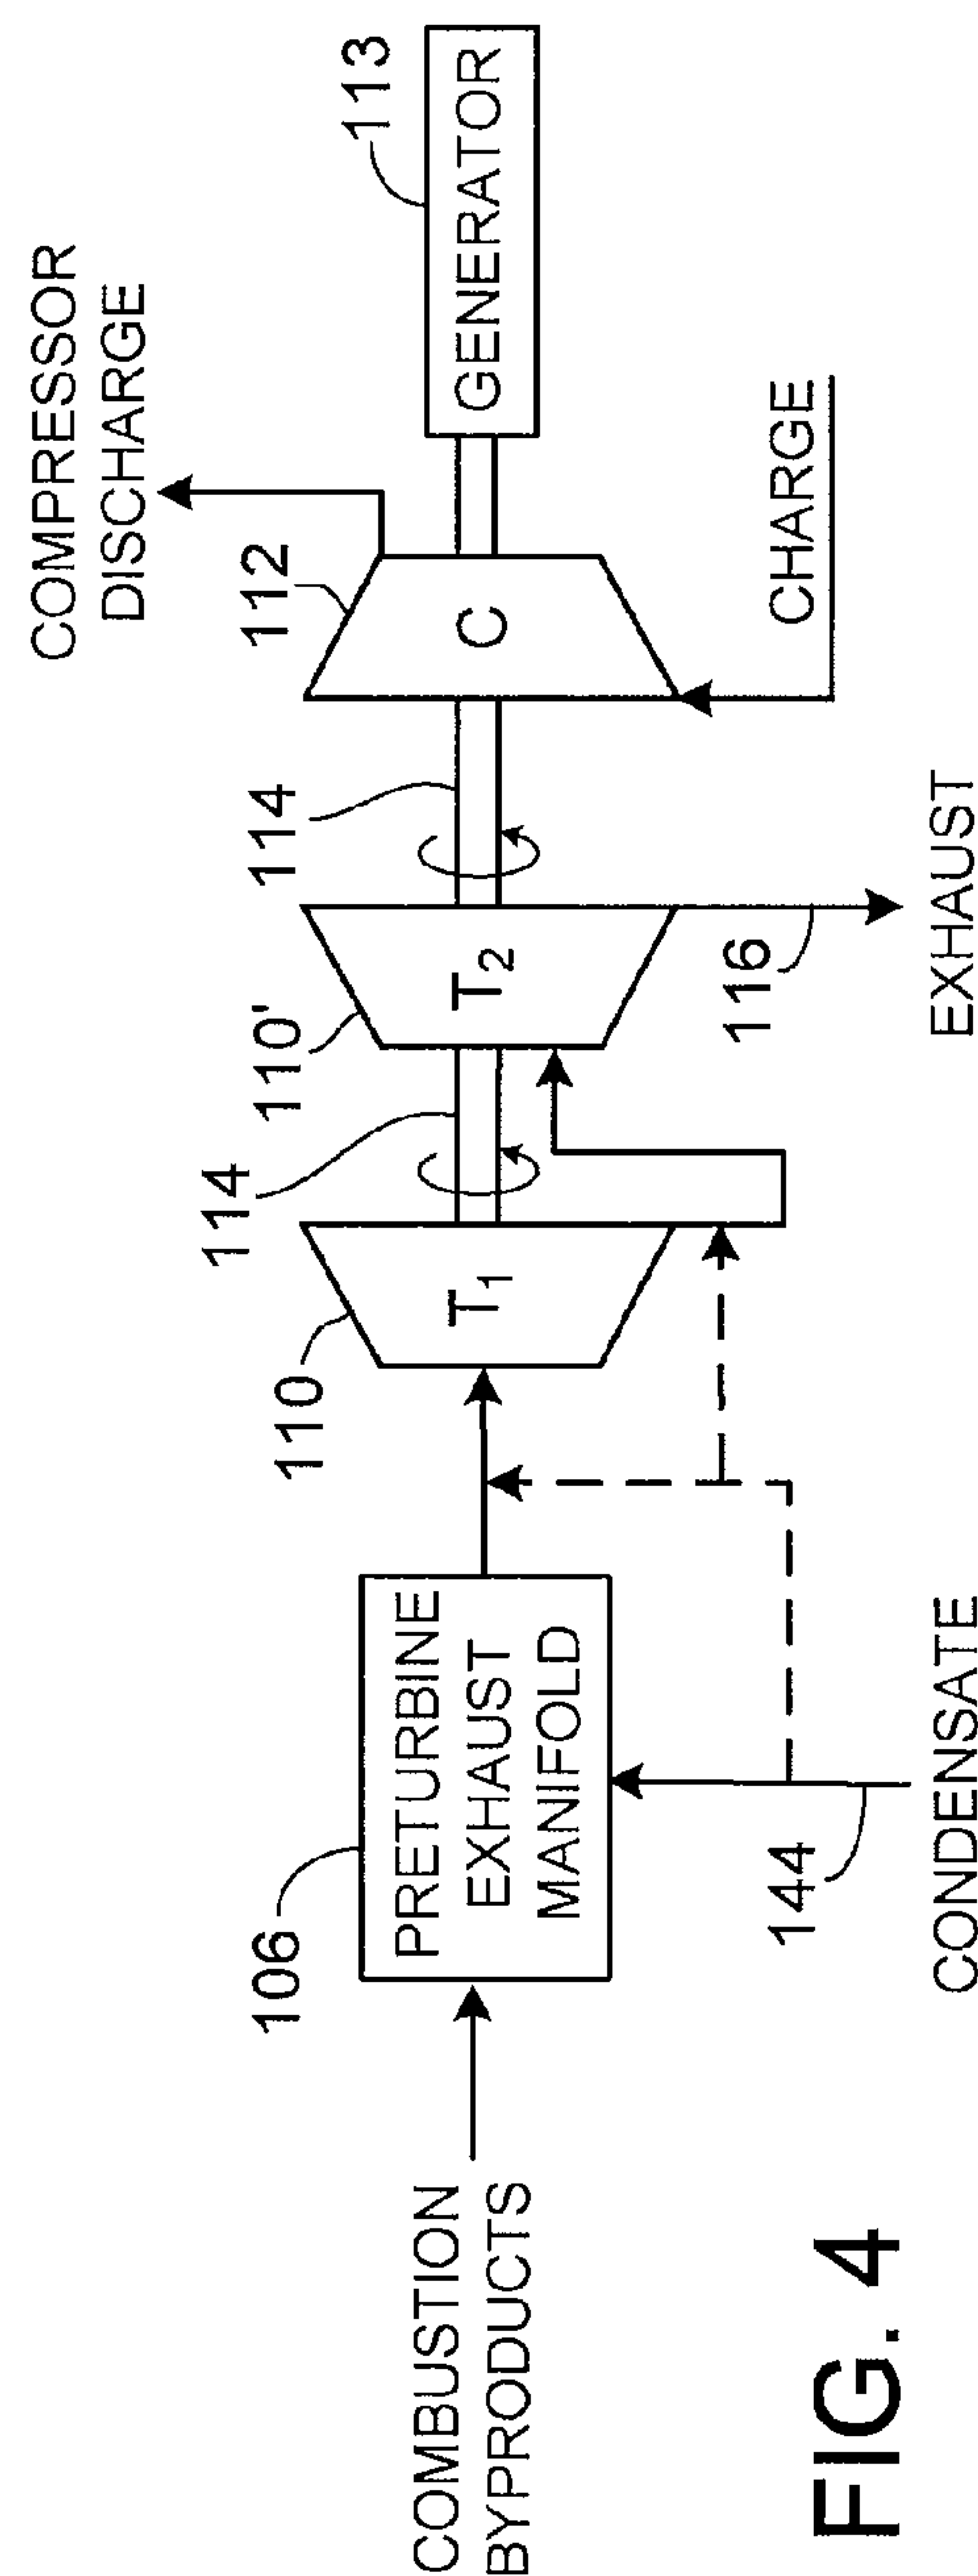 COMPRESSOR
DISCHARGE
113
GENERATOR
112
C
CHARGE
114
110'
T2
116
EXHAUST
114
110
T1
106
PRETURBINE
EXHAUST
MANIFOLD
144
CONDENSATE
COMBUSTION
BYPRODUCTS
FIG. 4